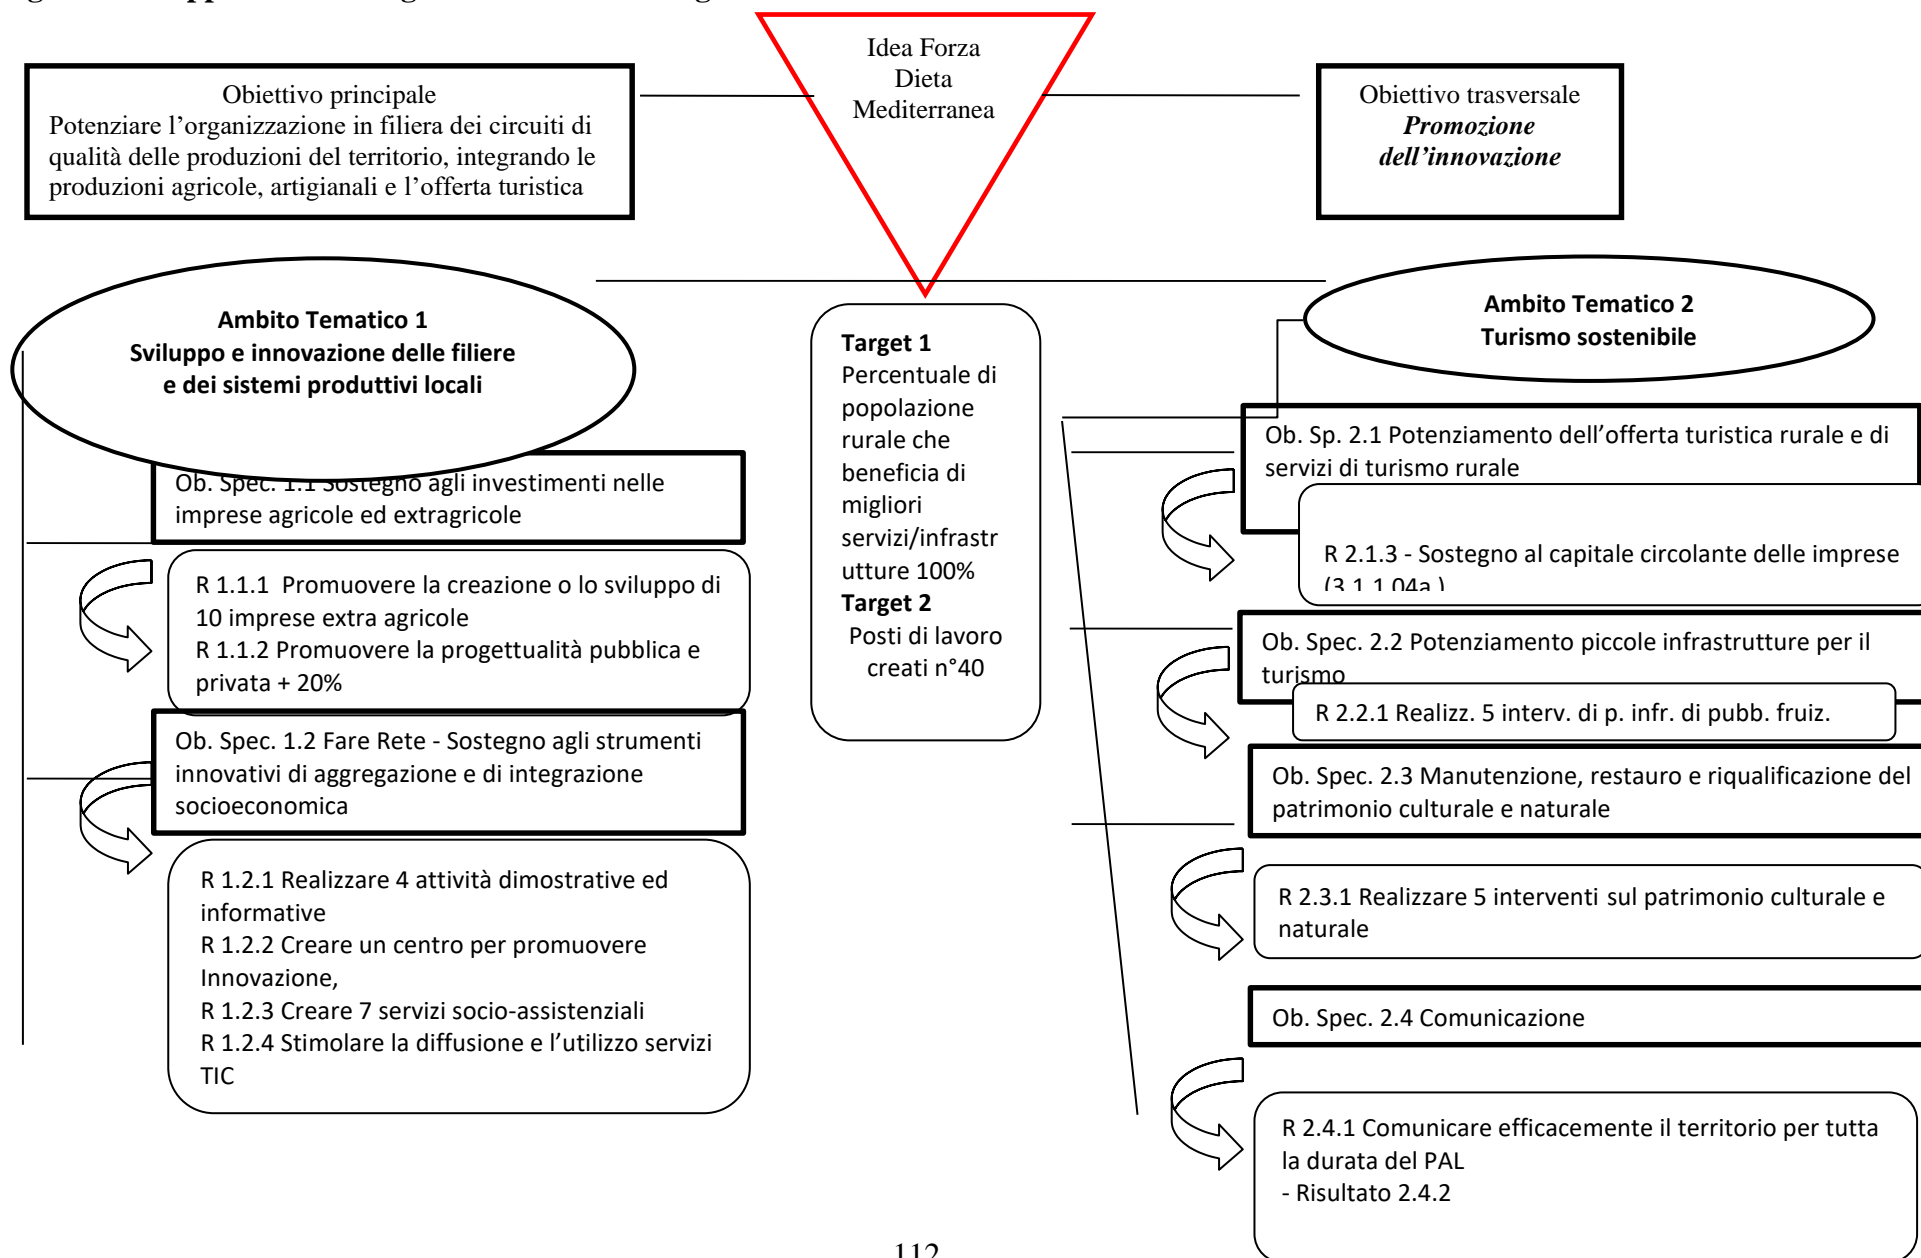 Idea Forza
Dieta
Mediterranea
Obiettivo principale
Potenziare l’organizzazione in filiera dei circuiti di
qualità delle produzioni del territorio, integrando le
produzioni agricole, artigianali e l’offerta turistica
Obiettivo trasversale
Promozione
dell’innovazione
Ambito Tematico 1
Sviluppo e innovazione delle filiere
e dei sistemi produttivi locali
Ob. Spec. 1.1 Sostegno agli investimenti nelle
imprese agricole ed extragricole
R 1.1.1 Promuovere la creazione o lo sviluppo di
10 imprese extra agricole
R 1.1.2 Promuovere la progettualità pubblica e
privata + 20%
Ob. Spec. 1.2 Fare Rete - Sostegno agli strumenti
innovativi di aggregazione e di integrazione
socioeconomica
R 1.2.1 Realizzare 4 attività dimostrative ed
informative
R 1.2.2 Creare un centro per promuovere
Innovazione,
R 1.2.3 Creare 7 servizi socio-assistenziali
R 1.2.4 Stimolare la diffusione e l’utilizzo servizi
TIC
Target 1
Percentuale di
popolazione
rurale che
beneficia di
migliori
servizi/infrastr
utture 100%
Target 2
Posti di lavoro
creati n°40
Ambito Tematico 2
Turismo sostenibile
Ob. Sp. 2.1 Potenziamento dell’offerta turistica rurale e di
servizi di turismo rurale
R 2.1.3 - Sostegno al capitale circolante delle imprese
(3.1.1.04a )
Ob. Spec. 2.2 Potenziamento piccole infrastrutture per il
turismo
R 2.2.1 Realizz. 5 interv. di p. infr. di pubb. fruiz.
Ob. Spec. 2.3 Manutenzione, restauro e riqualificazione del
patrimonio culturale e naturale
R 2.3.1 Realizzare 5 interventi sul patrimonio culturale e
naturale
Ob. Spec. 2.4 Comunicazione
R 2.4.1 Comunicare efficacemente il territorio per tutta
la durata del PAL
- Risultato 2.4.2
112